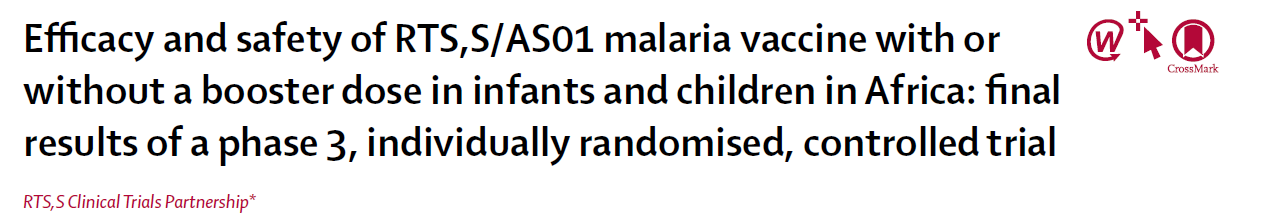 Efficacy and safety of RTS,S/AS01 malaria vaccine with or
without a booster dose in infants and children in Africa: final
results of a phase 3, individually randomised, controlled trial
RTS,S Clinical Trials Partnership*
W
CrossMark